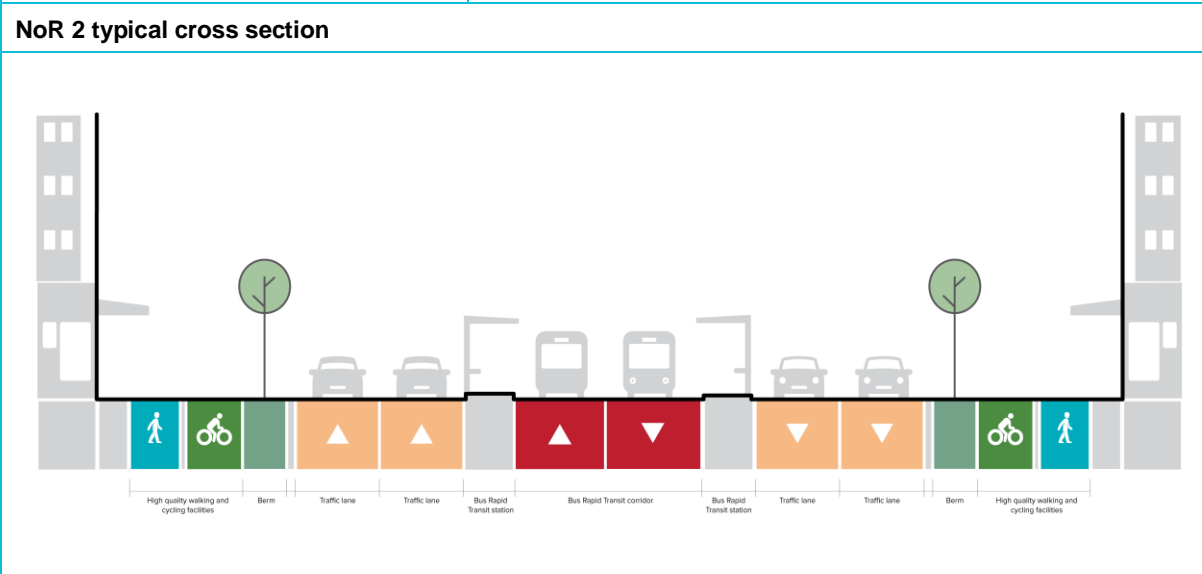 NoR 2 typical cross section
High quality walking and
cycling facilities
Berm
Traffic lane
Traffic lane
Bus Rapid
Transit station
Bus Rapid Transit corridor
Bus Rapid
Transit station
Traffic lane
Traffic lane
Berm
High quality walking and
cycling facilities